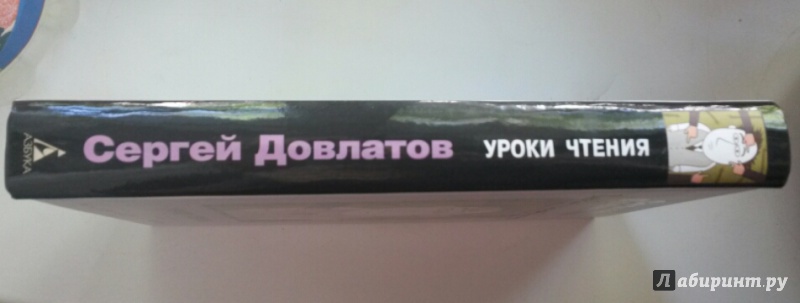 АЗБУКА
Сергей Довлатов УРОКИ ЧТЕНИЯ
Лабиринт.ру